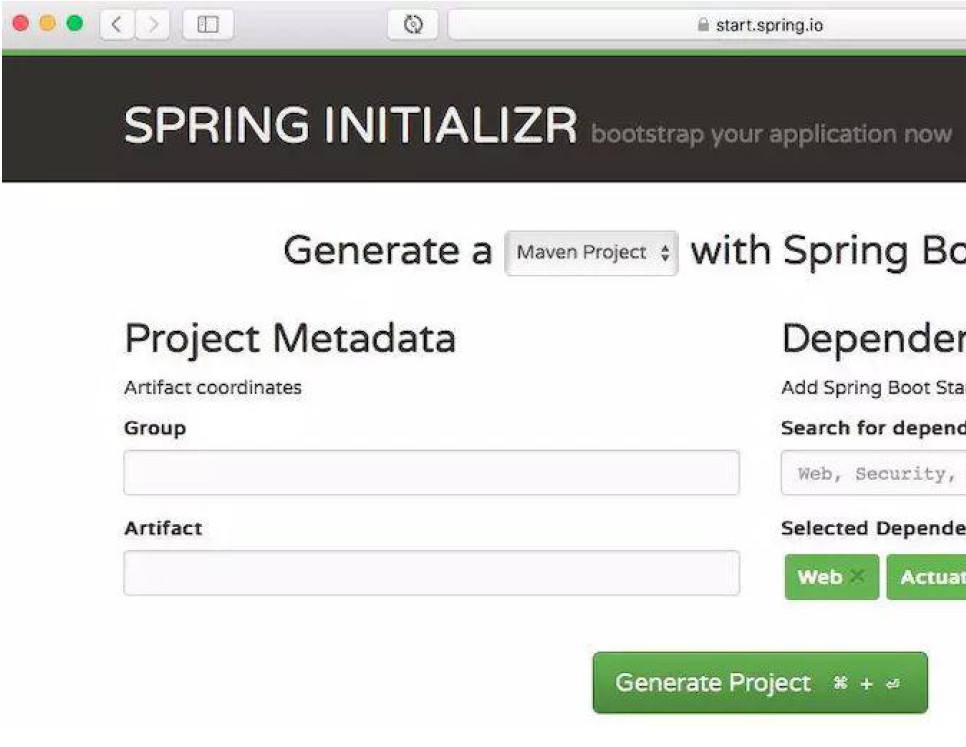 start.spring.io
SPRING INITIALIZR bootstrap your application now
Generate a Maven Project with Spring Bo
Project Metadata
Depender
Artifact coordinates
Add Spring Boot Sta
Group
Search for depend
Web, Security,
Artifact
Selected Depende
Web × Actuat
Generate Project ⌘ + ⏎